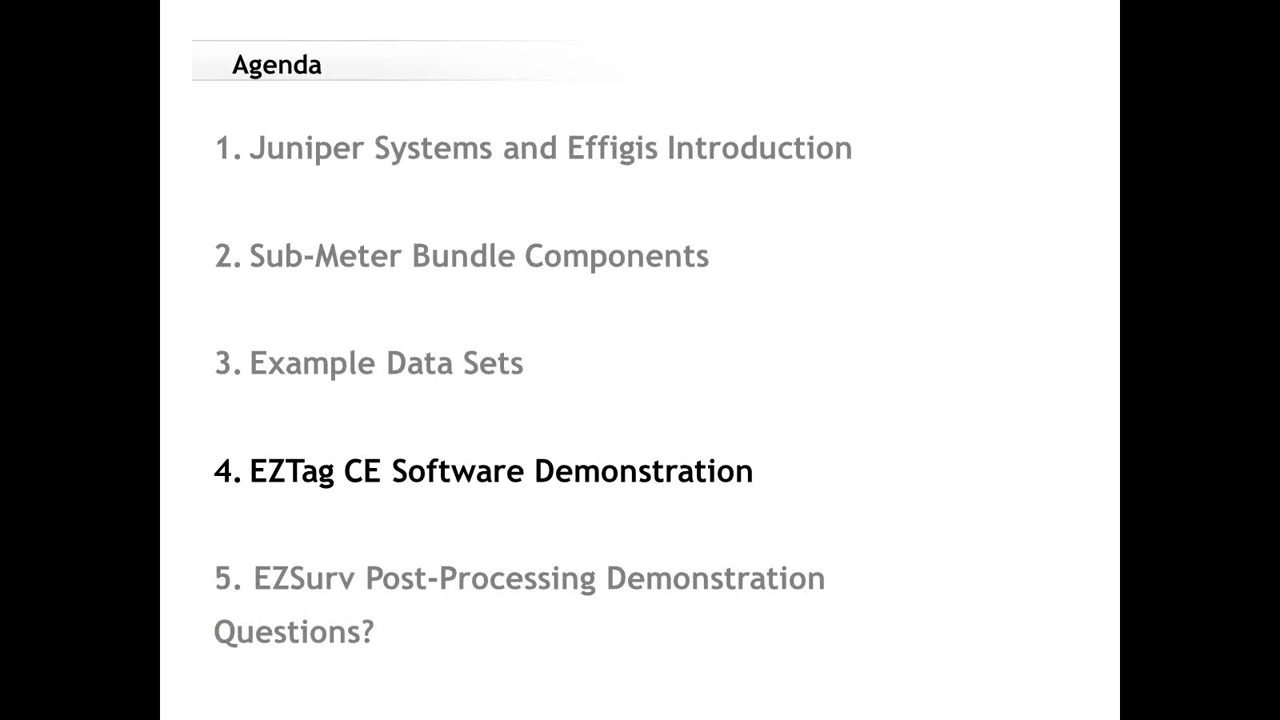 Agenda
1. Juniper Systems and Effigis Introduction
2. Sub-Meter Bundle Components
3. Example Data Sets
4. EZTag CE Software Demonstration
5. EZSurv Post-Processing Demonstration
Questions?